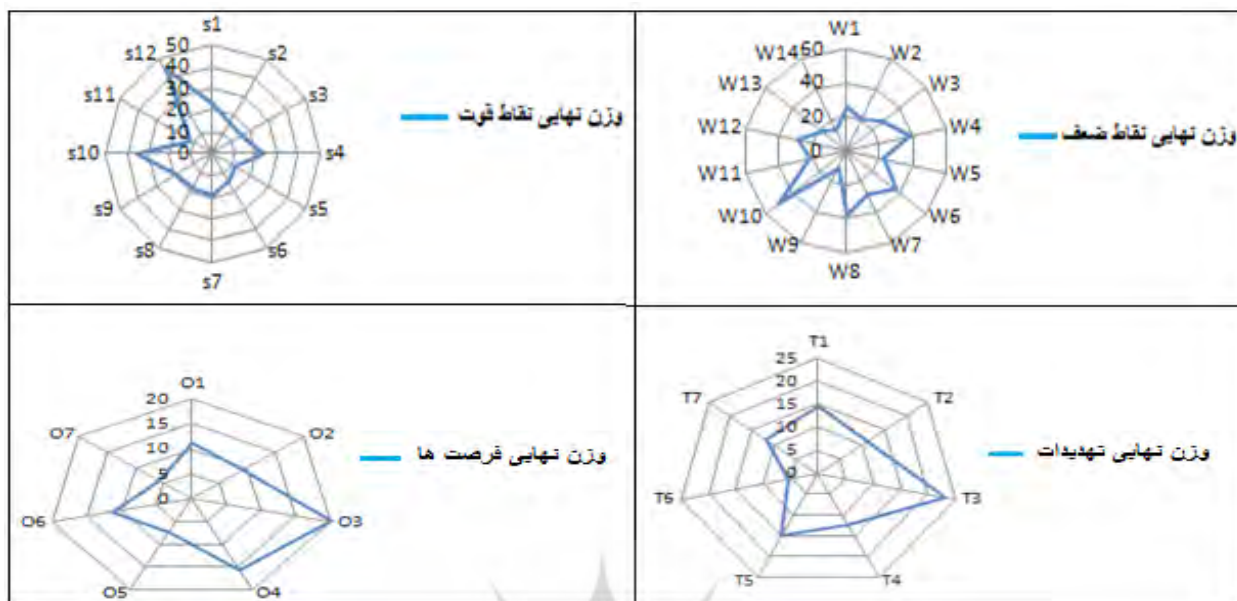 s1
s2
s3
s4
s5
s6
s7
s8
s9
s10
s11
s12
50
40
30
20
10
0
وزن نهایی نقاط قوت
W1
W2
W3
W4
W5
W6
W7
W8
W9
W10
W11
W12
W13
W14
60
40
20
0
وزن نهایی نقاط ضعف
O1
O2
O3
O4
O5
O6
O7
20
15
10
5
0
وزن نهایی فرصت ها
T1
T2
T3
T4
T5
T6
T7
25
20
15
10
5
0
وزن نهایی تهدیدات